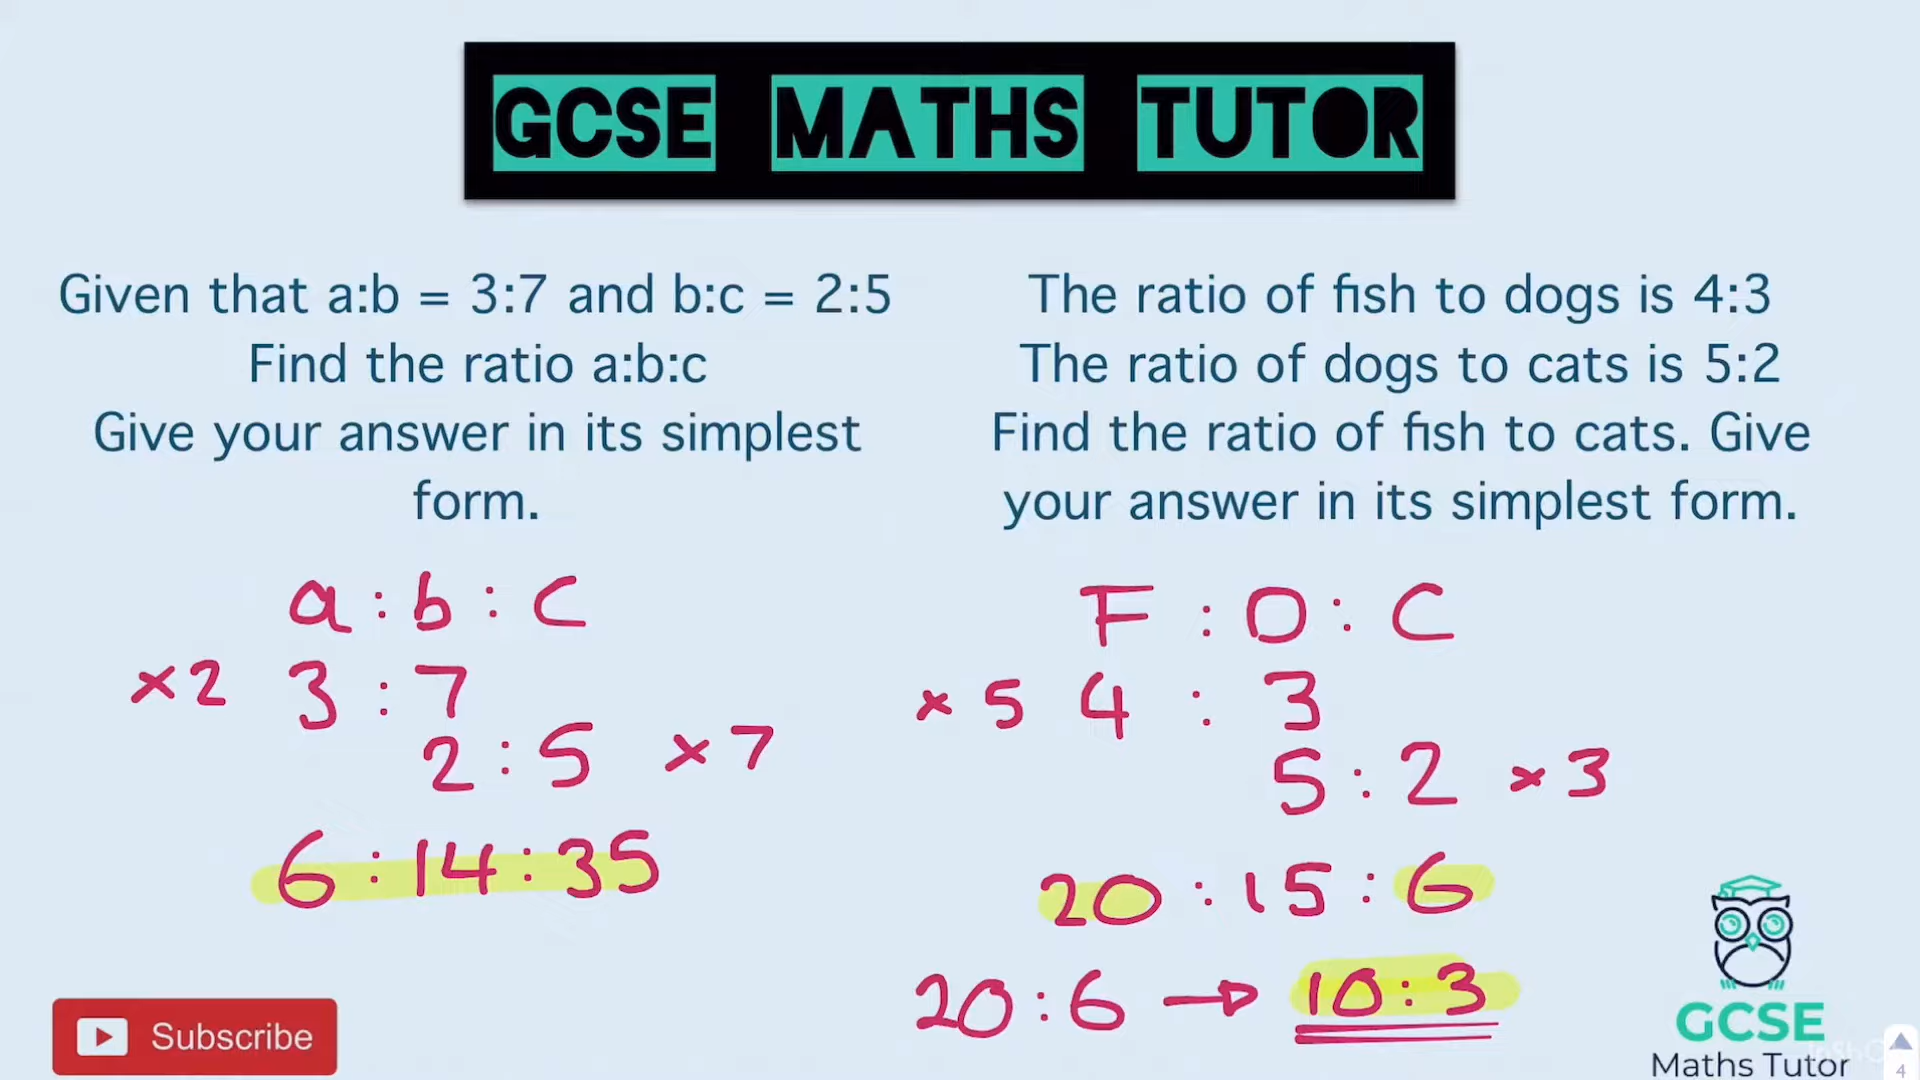 GCSE MATHS TUTOR
Given that a:b = 3:7 and b:c = 2:5
Find the ratio a:b:c
Give your answer in its simplest
form.
a : b : c
×2 3 : 7
2 : 5 ×7
6 : 14 : 35
The ratio of fish to dogs is 4:3
The ratio of dogs to cats is 5:2
Find the ratio of fish to cats. Give
your answer in its simplest form.
F : D : C
×5 4 : 3
5 : 2 ×3
20 : 15 : 6
20 : 6 → 10 : 3
Subscribe
GCSE
Maths Tutor
4